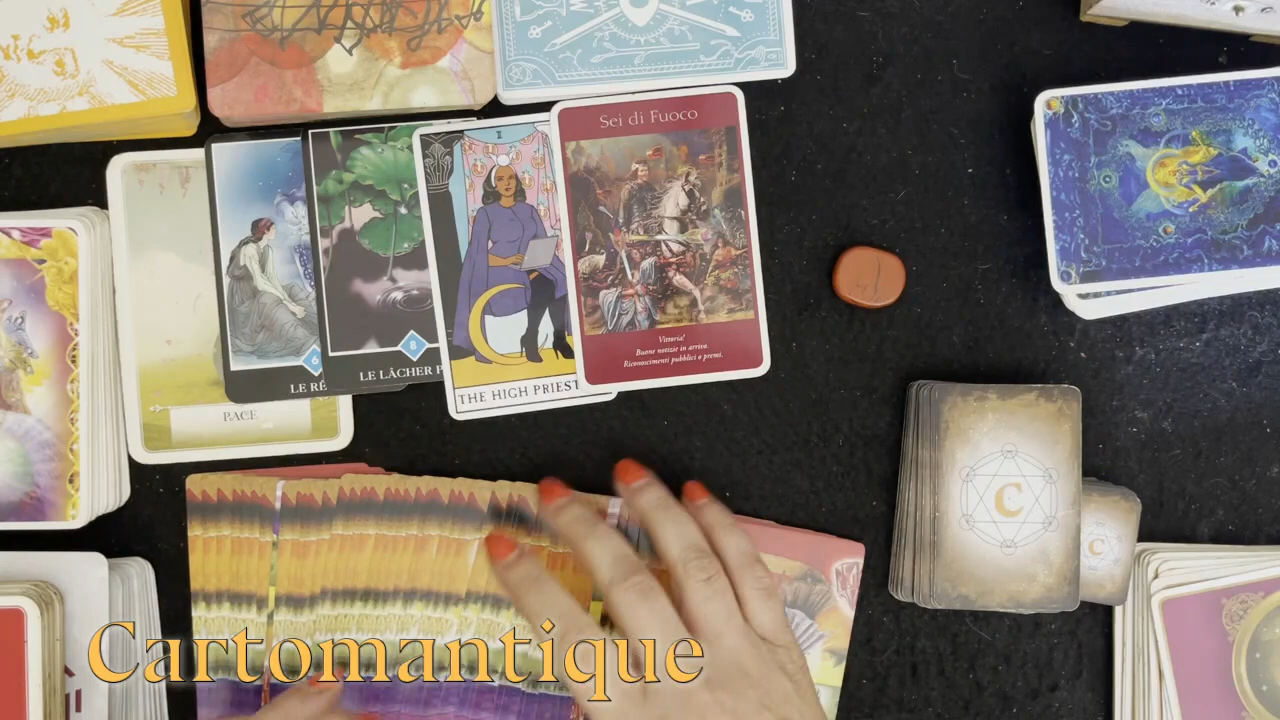 Sei di Fuoco
Vittoria!
Buone notizie in arrivo.
Riconoscimenti pubblici o premi.
II
THE HIGH PRIEST
8
LE LÂCHER P
6
LE RÊ
PACE
C
C
Cartomantique